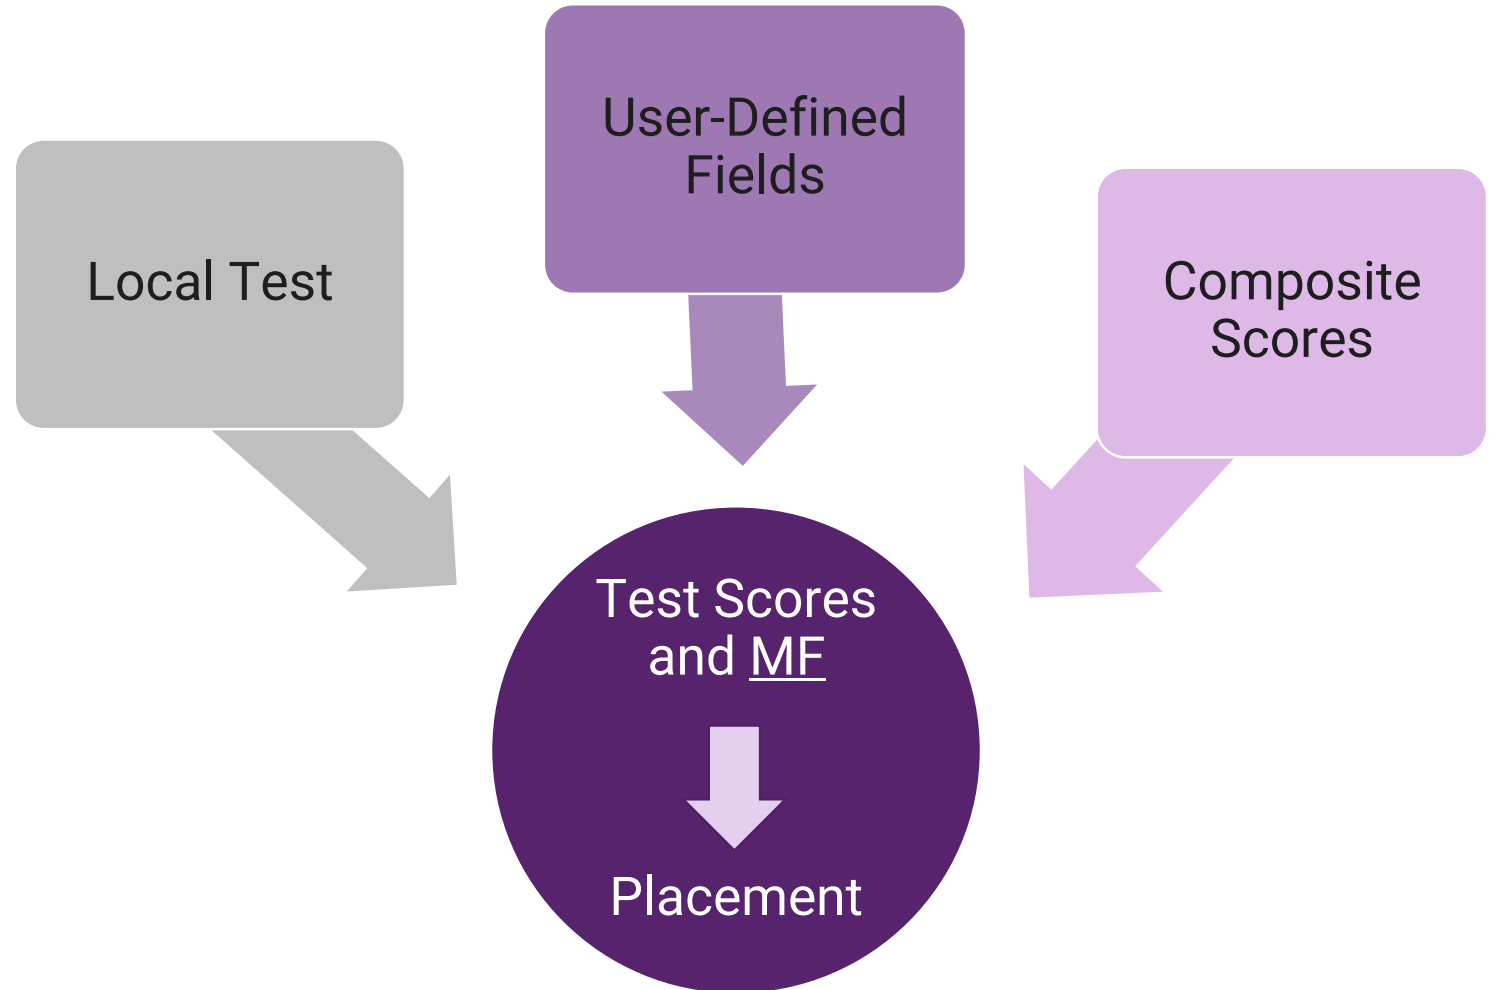 User-Defined
Fields
Local Test
Composite
Scores
Test Scores
and MF
Placement